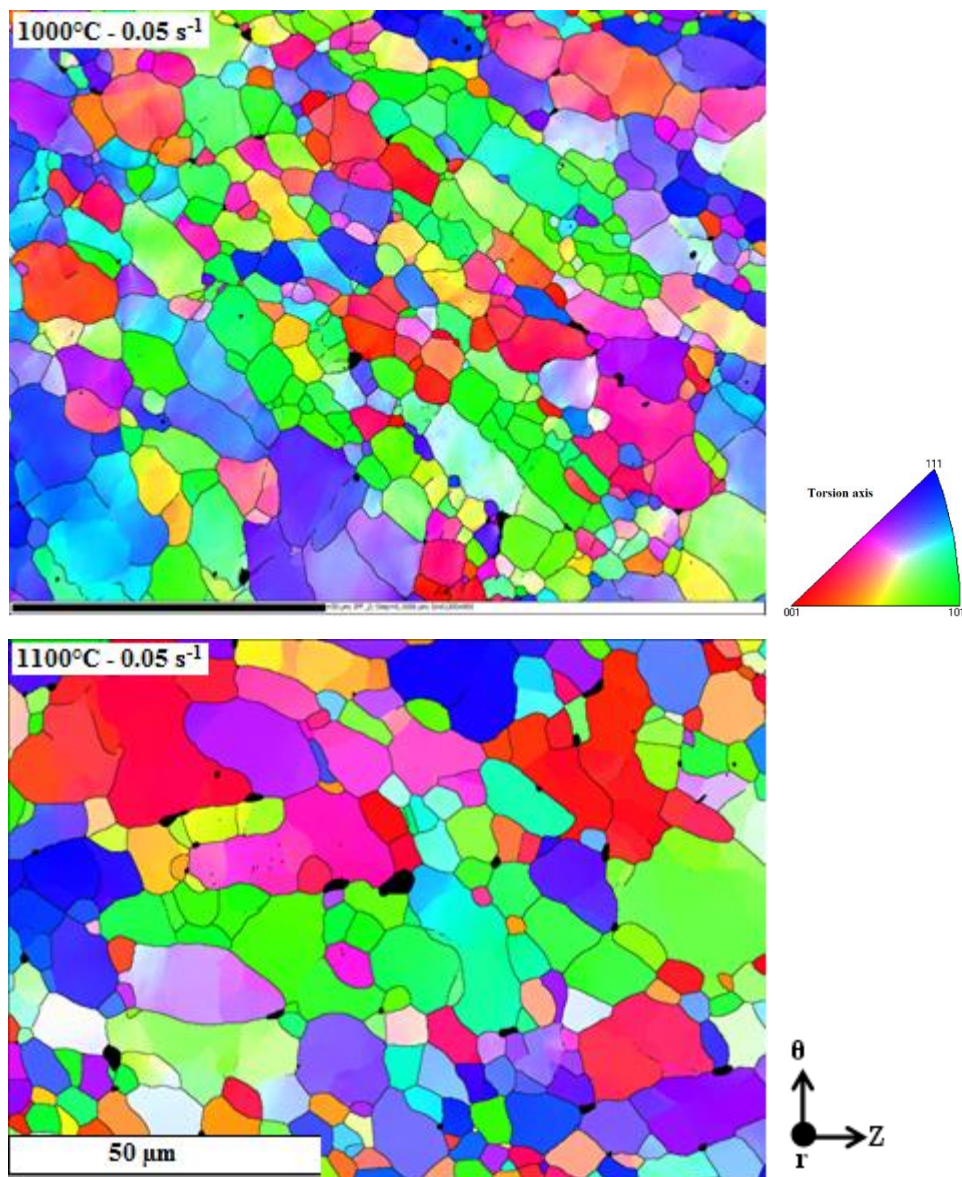 1000°C - 0.05 s⁻¹
111
Torsion axis
001
101
1100°C - 0.05 s⁻¹
50 µm
θ
Z
r